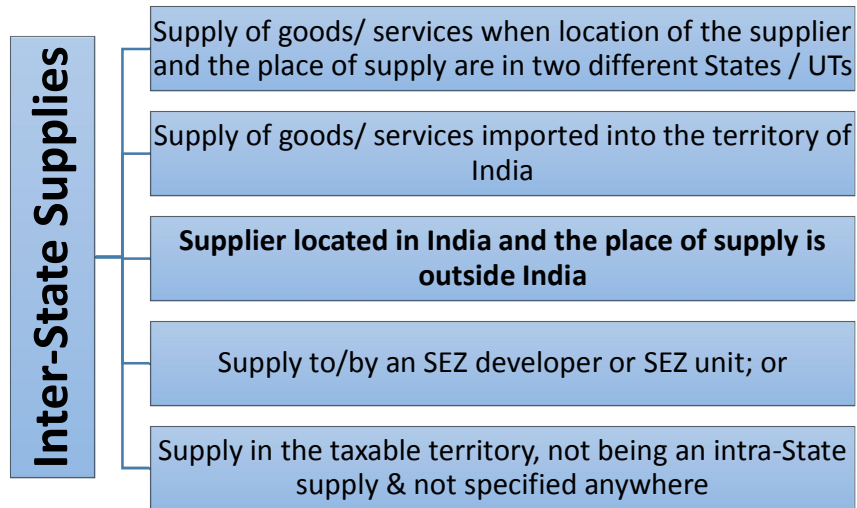 Inter-State Supplies
Supply of goods/ services when location of the supplier
and the place of supply are in two different States / UTs
Supply of goods/ services imported into the territory of
India
Supplier located in India and the place of supply is
outside India
Supply to/by an SEZ developer or SEZ unit; or
Supply in the taxable territory, not being an intra-State
supply & not specified anywhere